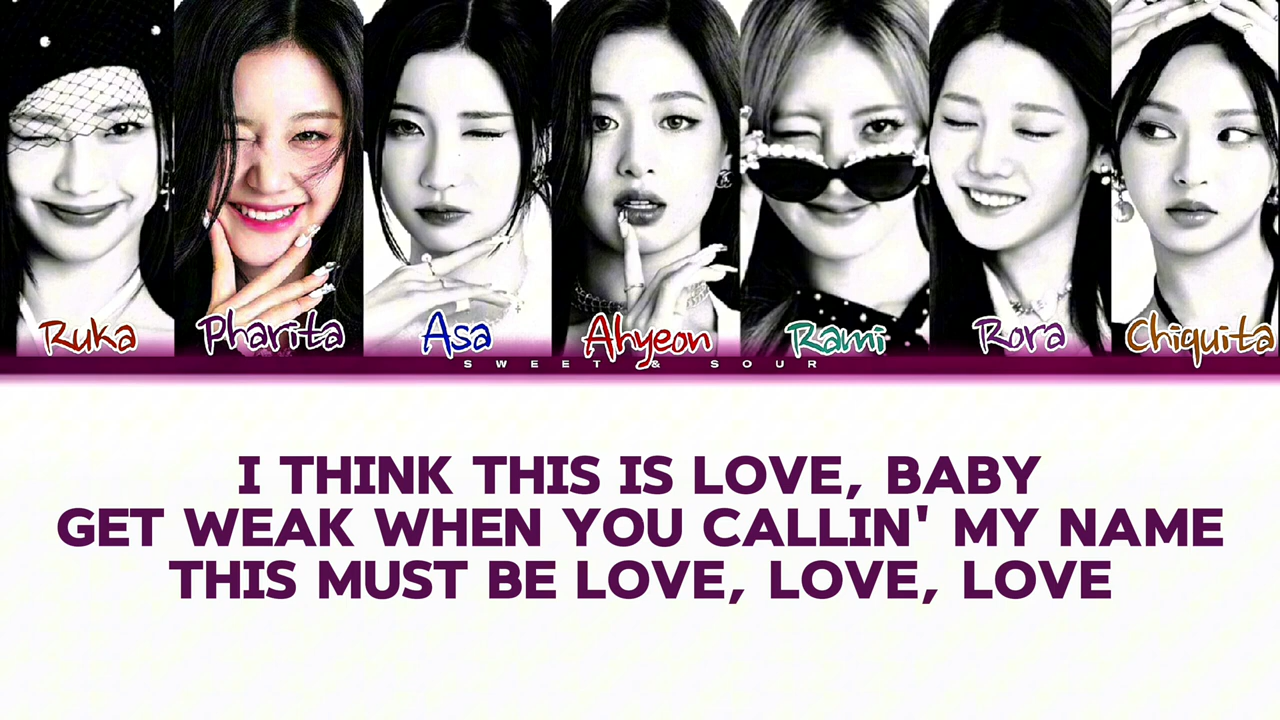 Ruka Pharita Asa Ahyeon Rami Rora Chiquita
SWEET & SOUR
I THINK THIS IS LOVE, BABY
GET WEAK WHEN YOU CALLIN' MY NAME
THIS MUST BE LOVE, LOVE, LOVE